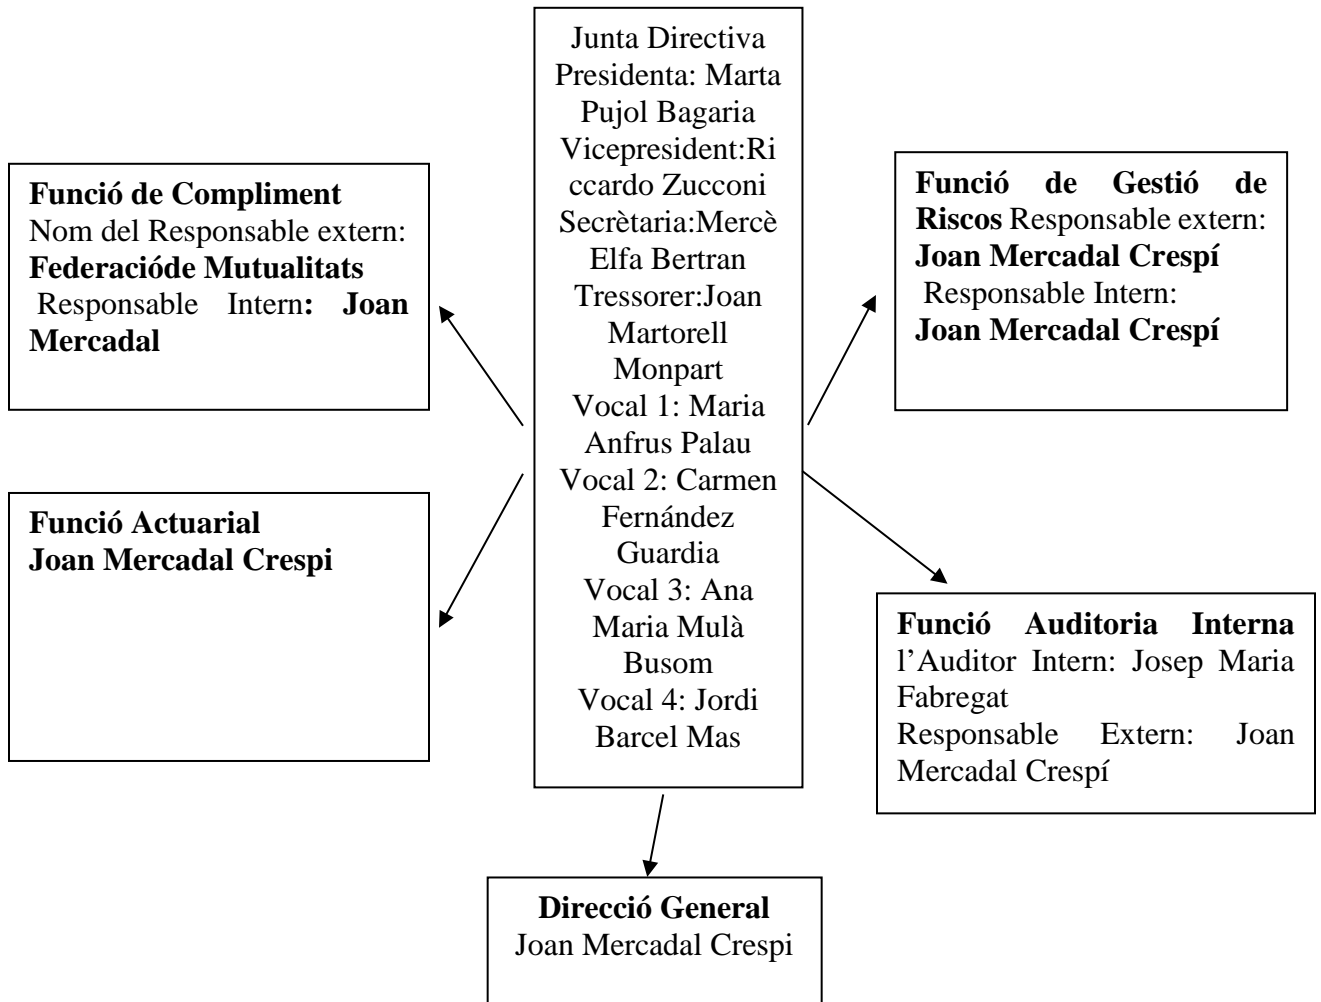 Junta Directiva
Presidenta: Marta
Pujol Bagaria
Vicepresident:Ri
ccardo Zucconi
Secrètaria:Mercè
Elfa Bertran
Tressorer:Joan
Martorell
Monpart
Vocal 1: Maria
Anfrus Palau
Vocal 2: Carmen
Fernández
Guardia
Vocal 3: Ana
Maria Mulà
Busom
Vocal 4: Jordi
Barcel Mas
Funció de Compliment
Nom del Responsable extern:
Federacióde Mutualitats
Responsable Intern: Joan
Mercadal
Funció de Gestió de
Riscos Responsable extern:
Joan Mercadal Crespí
Responsable Intern:
Joan Mercadal Crespí
Funció Actuarial
Joan Mercadal Crespi
Funció Auditoria Interna
l’Auditor Intern: Josep Maria
Fabregat
Responsable Extern: Joan
Mercadal Crespí
Direcció General
Joan Mercadal Crespi